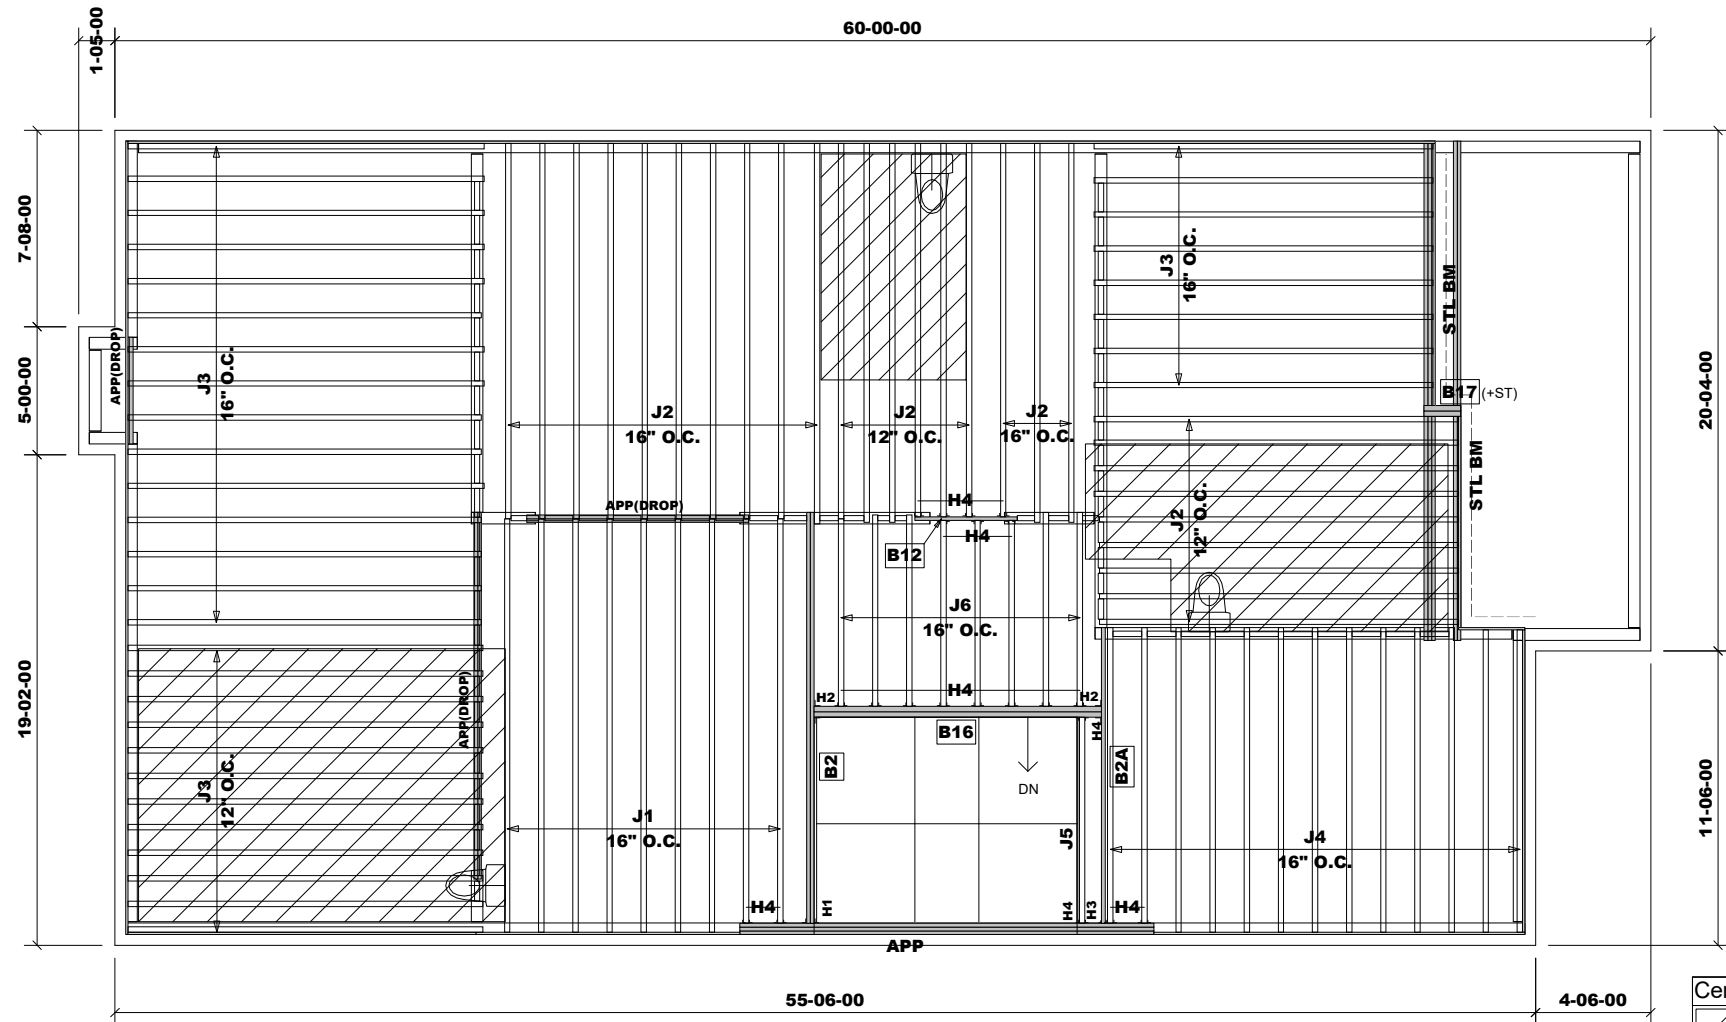 60-00-00
1-05-00
7-08-00
5-00-00
19-02-00
20-04-00
11-06-00
55-06-00
4-06-00
J3
16" O.C.
APP(DROP)
J3
16" O.C.
J2
16" O.C.
J2
12" O.C.
J2
16" O.C.
J3
16" O.C.
STL BM
B17 (+ST)
STL BM
APP(DROP)
H4
H4
B12
J2
12" O.C.
J6
16" O.C.
APP(DROP)
H2
H4
H2
B16
H4
B2
B2A
DN
J3
12" O.C.
J1
16" O.C.
J5
J4
16" O.C.
H4
H1
H4
H3
H4
APP
Cer